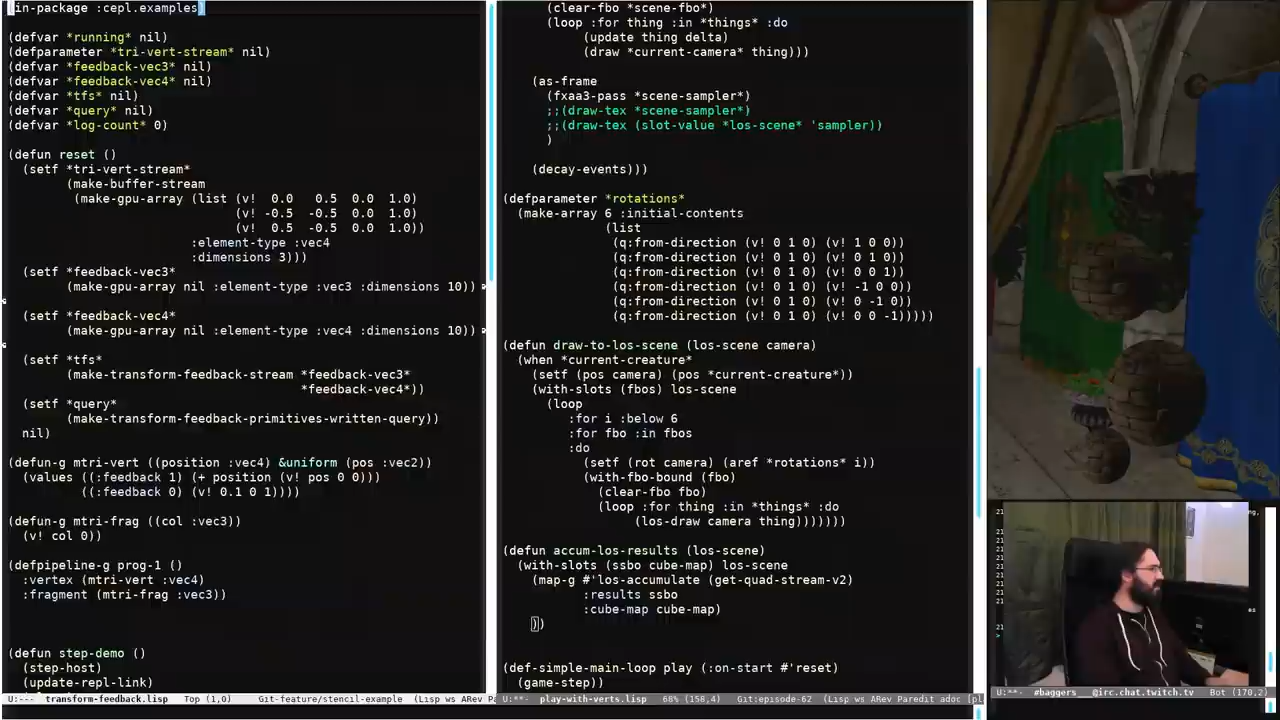 (in-package :cepl.examples)
(defvar *running* nil)
(defparameter *tri-vert-stream* nil)
(defvar *feedback-vec3* nil)
(defvar *feedback-vec4* nil)
(defvar *tfs* nil)
(defvar *query* nil)
(defvar *log-count* 0)
(defun reset ()
(setf *tri-vert-stream*
(make-buffer-stream
(make-gpu-array (list (v!  0.0   0.5  0.0  1.0)
(v! -0.5  -0.5  0.0  1.0)
(v!  0.5  -0.5  0.0  1.0))
:element-type :vec4
:dimensions 3)))
(setf *feedback-vec3*
(make-gpu-array nil :element-type :vec3 :dimensions 10))
(setf *feedback-vec4*
(make-gpu-array nil :element-type :vec4 :dimensions 10))
(setf *tfs*
(make-transform-feedback-stream *feedback-vec3*
*feedback-vec4*))
(setf *query*
(make-transform-feedback-primitives-written-query))
nil)
(defun-g mtri-vert ((position :vec4) &uniform (pos :vec2))
(values ((:feedback 1) (+ position (v! pos 0 0)))
((:feedback 0) (v! 0.1 0 1))))
(defun-g mtri-frag ((col :vec3))
(v! col 0))
(defpipeline-g prog-1 ()
:vertex (mtri-vert :vec4)
:fragment (mtri-frag :vec3))
(defun step-demo ()
(step-host)
(update-repl-link)
U:---  transform-feedback.lisp   Top (1,0)     Git-feature/stencil-example  (Lisp ws ARev Pa
(clear-fbo *scene-fbo*)
(loop :for thing :in *things* :do
(update thing delta)
(draw *current-camera* thing)))
(as-frame
(fxaa3-pass *scene-sampler*)
;;(draw-tex *scene-sampler*)
;;(draw-tex (slot-value *los-scene* 'sampler))
)
(decay-events)))
(defparameter *rotations*
(make-array 6 :initial-contents
(list
(q:from-direction (v! 0 1 0) (v! 1 0 0))
(q:from-direction (v! 0 1 0) (v! 0 1 0))
(q:from-direction (v! 0 1 0) (v! 0 0 1))
(q:from-direction (v! 0 1 0) (v! -1 0 0))
(q:from-direction (v! 0 1 0) (v! 0 -1 0))
(q:from-direction (v! 0 1 0) (v! 0 0 -1)))))
(defun draw-to-los-scene (los-scene camera)
(when *current-creature*
(setf (pos camera) (pos *current-creature*))
(with-slots (fbos) los-scene
(loop
:for i :below 6
:for fbo :in fbos
:do
(setf (rot camera) (aref *rotations* i))
(with-fbo-bound (fbo)
(clear-fbo fbo)
(loop :for thing :in *things* :do
(los-draw camera thing)))))))
(defun accum-los-results (los-scene)
(with-slots (ssbo cube-map) los-scene
(map-g #'los-accumulate (get-quad-stream-v2)
:results ssbo
:cube-map cube-map)
))
(def-simple-main-loop play (:on-start #'reset)
(game-step))
U:**-  play-with-verts.lisp   68% (158,4)    Git:episode-62  (Lisp ws ARev Paredit adoc [pl
U:**-  #baggers  __@irc.chat.twitch.tv   Bot (170,2)